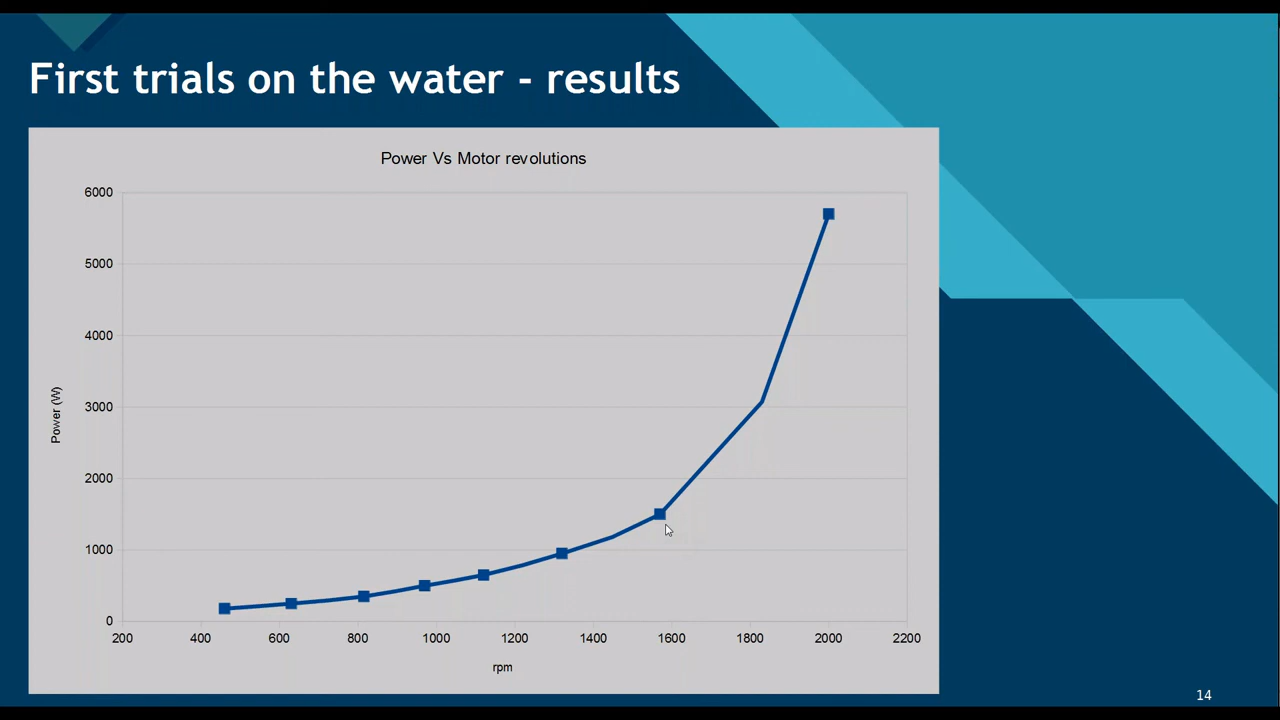 First trials on the water - results
Power Vs Motor revolutions
6000
5000
4000
3000
2000
1000
0
Power (W)
200 400 600 800 1000 1200 1400 1600 1800 2000 2200
rpm
14